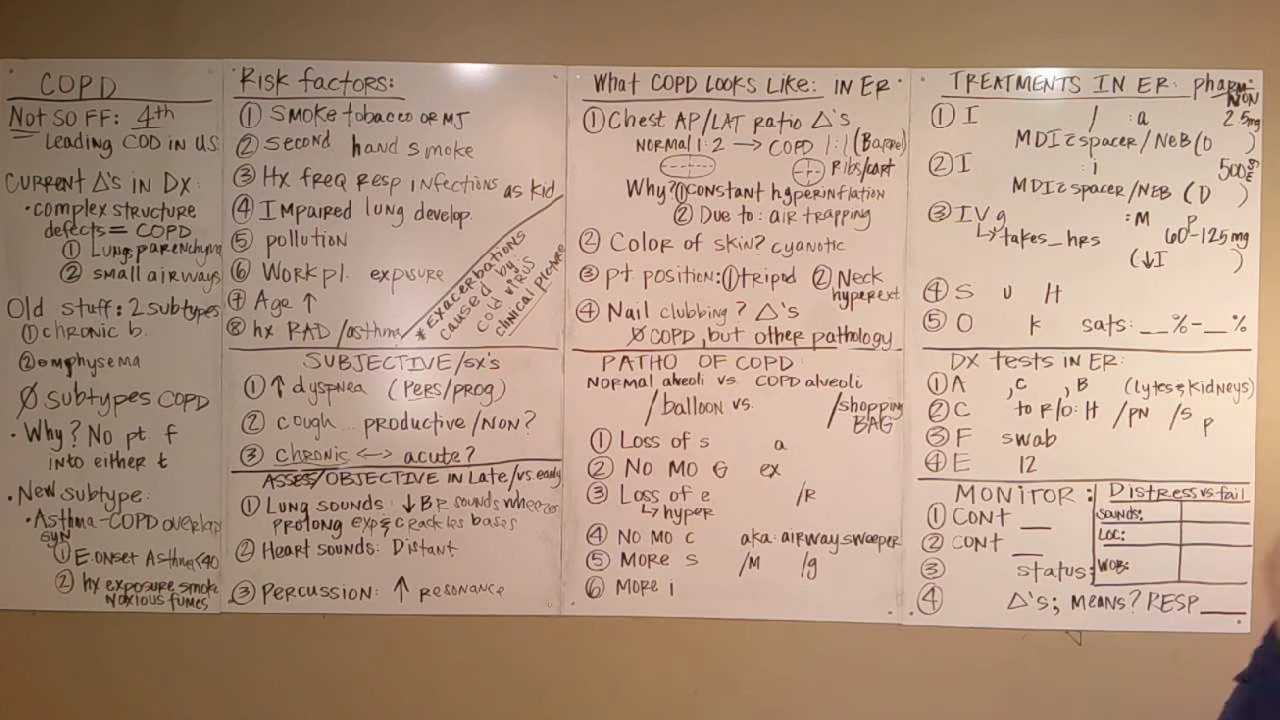 COPD
Not SO FF: 4th
Leading COD in US
CURRENT Δ's IN DX:
• complex structure
defects = COPD
① Lungs parenchyma
② small airways
Old stuff: 2 subtypes
① chronic b.
② emphysema
Ø subtypes COPD
• Why? No pt. f
into either t
• New subtype:
• Asthma-COPD overlap
syn
① E. onset Asthma <40
② hx exposure smoke
noxious fumes
Risk factors:
① Smoke tobacco or MJ
② Second hand smoke
③ Hx freq resp infections as kid
④ Impaired lung develop.
⑤ pollution
⑥ Workpl. exposure
⑦ Age ↑
⑧ hx RAD/asthma
* Exacerbations
caused by
cold virus
clinical picture
SUBJECTIVE/SX'S
① ↑ dyspnea (PERS/PROG)
② cough... productive/NON?
③ chronic <-> acute?
ASSES/OBJECTIVE IN Late/vs. early
① Lung sounds: ↓ Br sounds wheezes
PROLONG exp & crackles bases
② Heart sounds: Distant
③ Percussion: ↑ resonance
What COPD LOOKS Like: IN ER
① Chest AP/LAT ratio Δ's
NORMAL 1:2 → COPD 1:1 (Barrel)
Ribs/cart
Why? ① constant hyperinflation
② Due to: air trapping
② Color of skin? cyanotic
③ pt. position: ① tripod ② Neck
hyperext
④ Nail clubbing? Δ's
Ø COPD, but other pathology
PATHO OF COPD:
NORMAL alveoli vs. COPD alveoli
/balloon vs. /shopping
BAG
① Loss of s a
② No MO G ex
③ Loss of e /R
↳ hyper
④ No MO C aka: airway sweeper
⑤ More s /M /g
⑥ More i
TREATMENTS IN ER: pharm
NON
① I / :a 2.5mg
MDI c̄ spacer/NEB (D )
② I :i 500mcg
MDI c̄ spacer/NEB (D )
③ IV g :M P
↳ takes_hrs 60-125mg
(↓I )
④ S U H
⑤ O k sats: __%-__%
DX tests in ER:
① A , C , B (lytes & kidneys)
② C to R/O: H /PN /S P
③ F swab
④ E 12
MONITOR:
① CONT __
② CONT __
③ status:
④ Δ's; means? RESP____
Distress vs fail
SOUNDS:
LOC:
WOB: